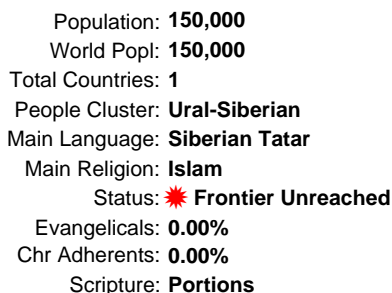 Population: 150,000
World Popl: 150,000
Total Countries: 1
People Cluster: Ural-Siberian
Main Language: Siberian Tatar
Main Religion: Islam
Status: Frontier Unreached
Evangelicals: 0.00%
Chr Adherents: 0.00%
Scripture: Portions